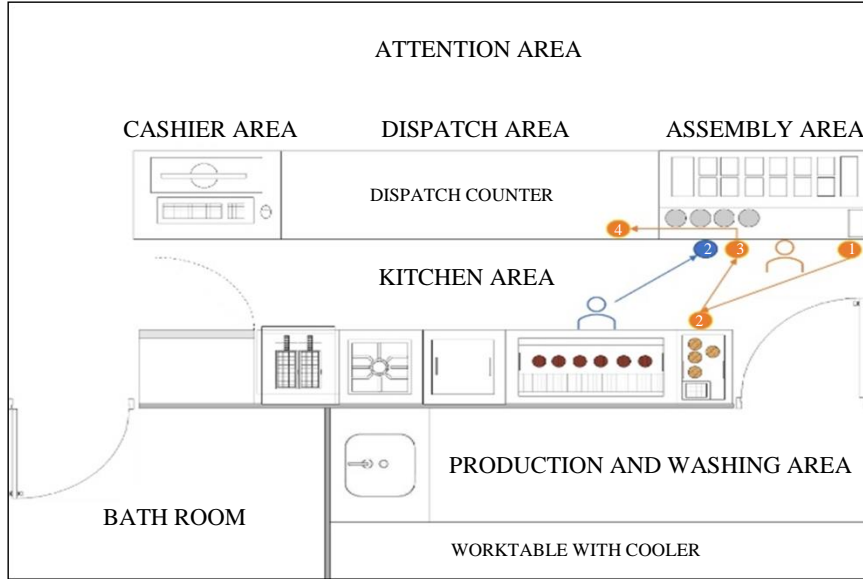 ATTENTION AREA
CASHIER AREA
DISPATCH AREA
ASSEMBLY AREA
DISPATCH COUNTER
4
2
3
1
KITCHEN AREA
2
PRODUCTION AND WASHING AREA
BATH ROOM
WORKTABLE WITH COOLER